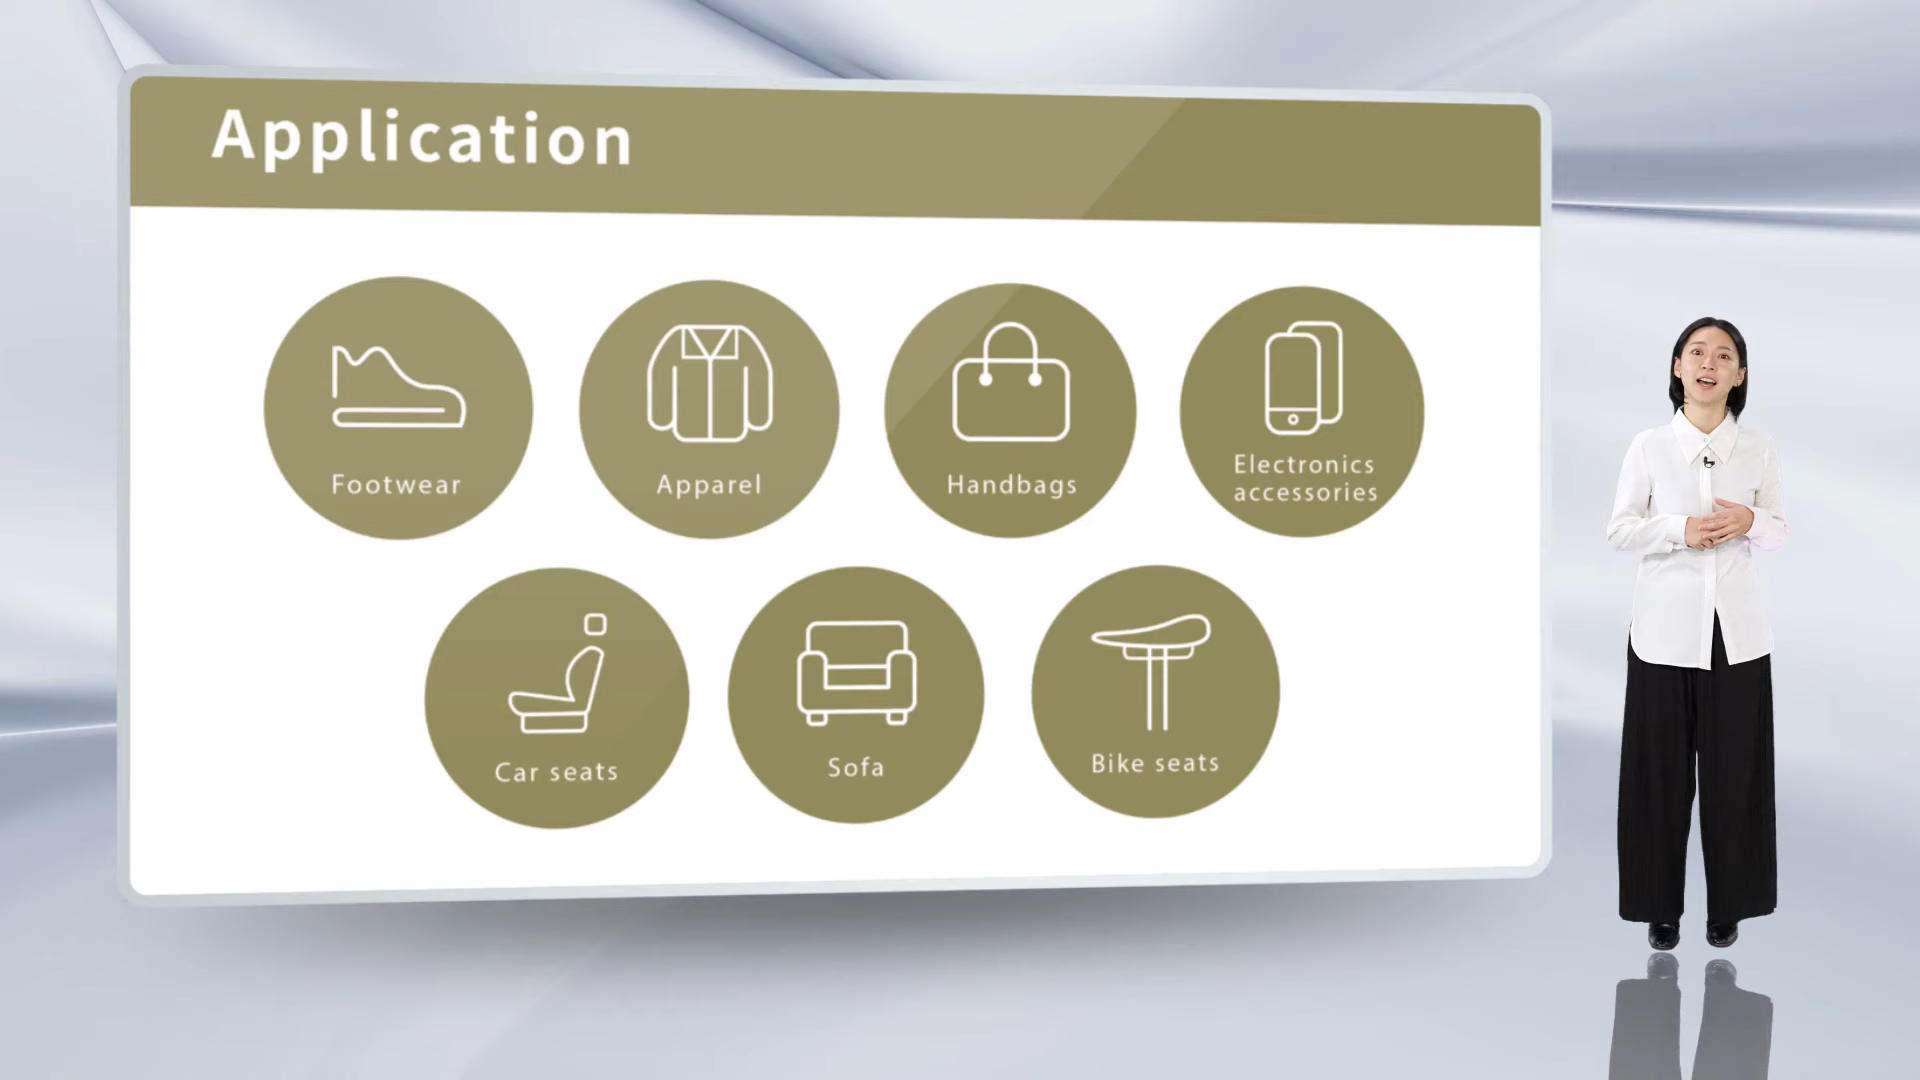 Application
Footwear
Apparel
Handbags
Electronics
accessories
Car seats
Sofa
Bike seats